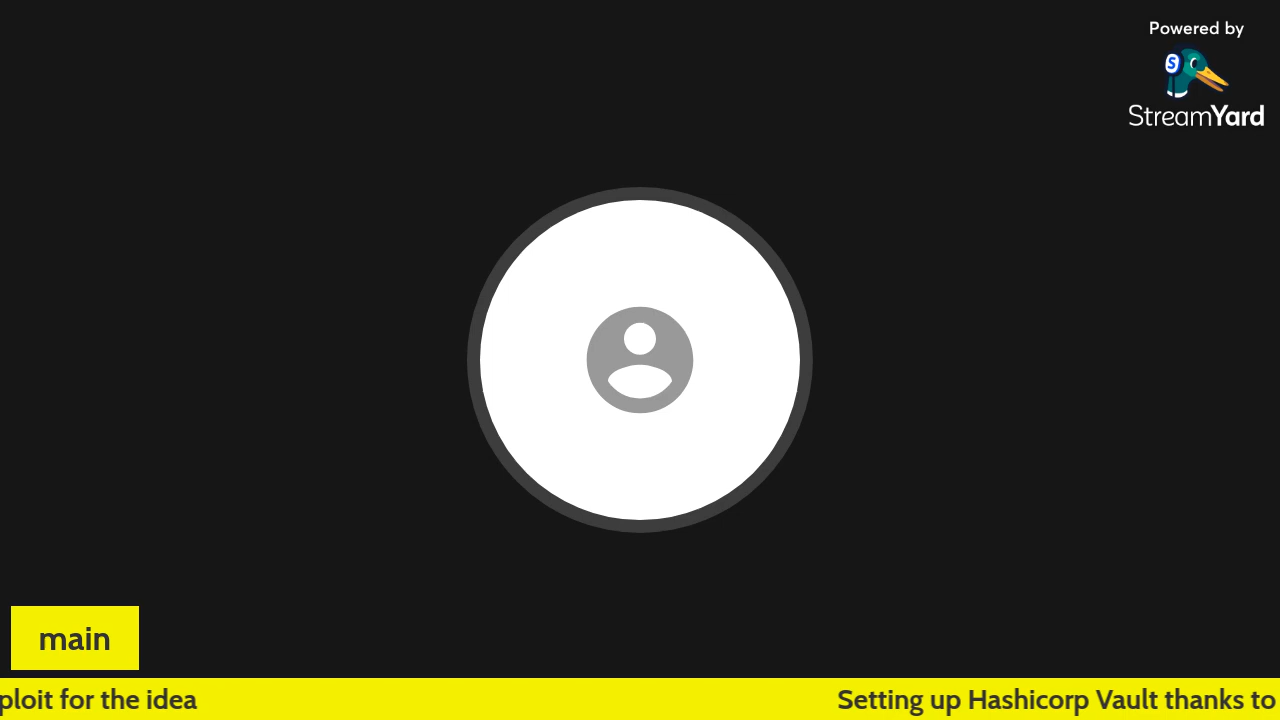 Powered by
S
StreamYard
main
ploit for the idea
Setting up Hashicorp Vault thanks to